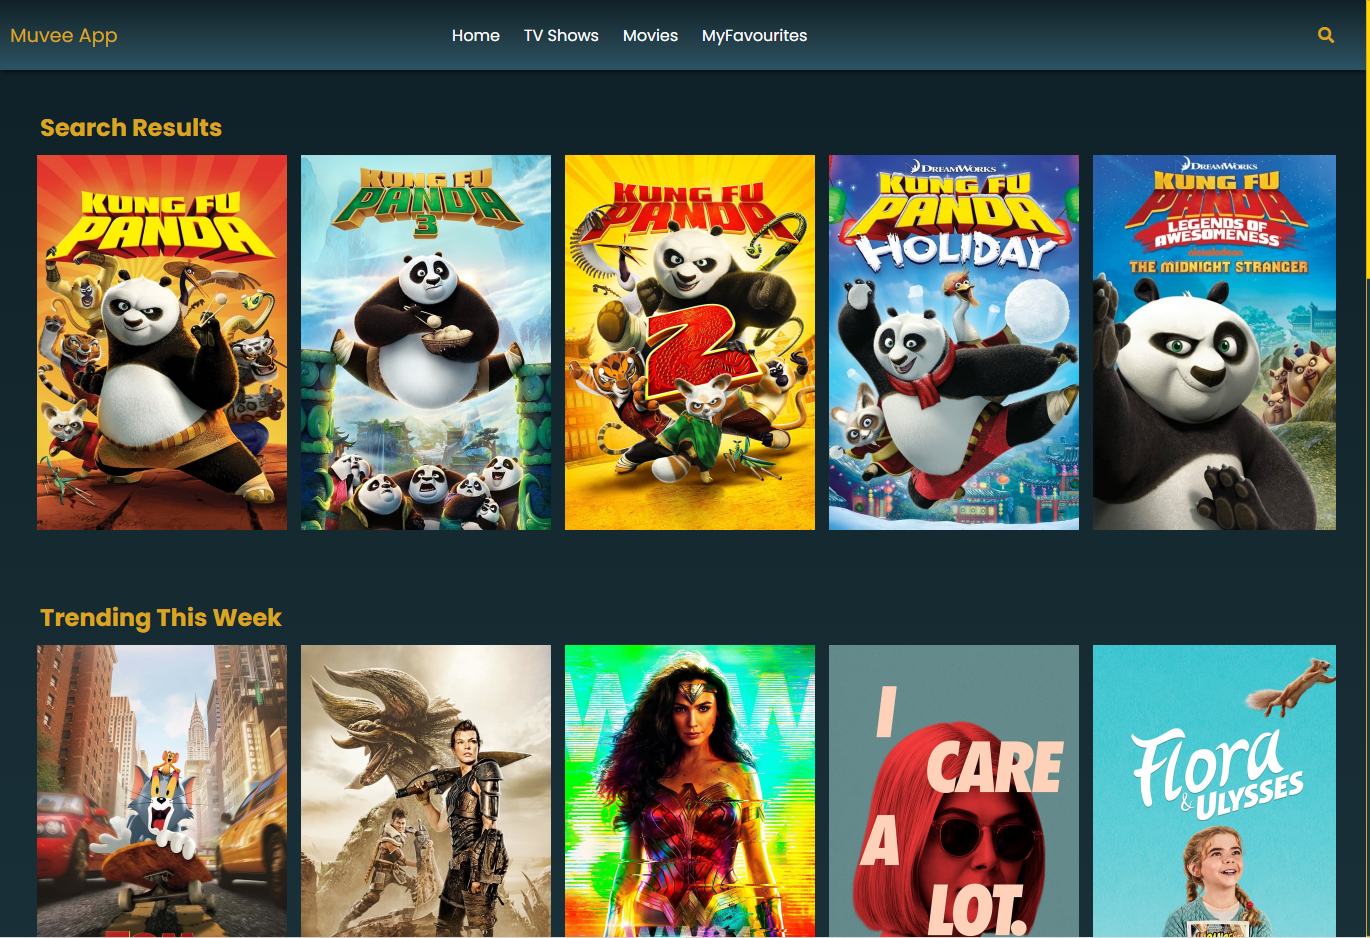 Muvee App
Home TV Shows Movies MyFavourites
Search Results
KUNG FU
PANDA
KUNG FU
PANDA
3
KUNG FU
PANDA
2
DREAMWORKS
KUNG FU
PANDA
HOLIDAY
DREAMWORKS
KUNG FU
PANDA
LEGENDS OF
AWESOMENESS
nickelodeon
THE MIDNIGHT STRANGER
Trending This Week
I
CARE
A
LOT.
Flora
& ULYSSES